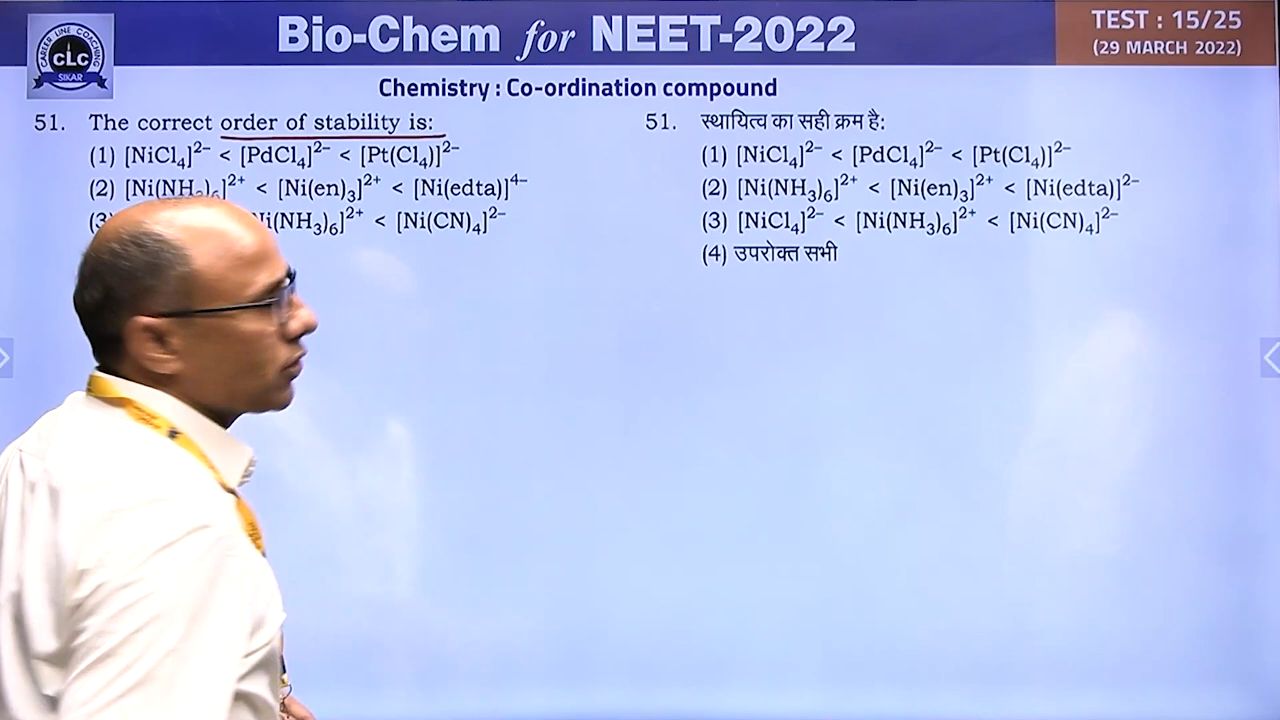 CAREER LINE COACHING
CLC
SIKAR
Bio-Chem for NEET-2022
TEST : 15/25
(29 MARCH 2022)
Chemistry : Co-ordination compound
51. The correct order of stability is:
(1) [NiCl₄]²⁻ < [PdCl₄]²⁻ < [Pt(Cl₄)]²⁻
(2) [Ni(NH₃)₆]²⁺ < [Ni(en)₃]²⁺ < [Ni(edta)]⁴⁻
(3) Ni(NH₃)₆]²⁺ < [Ni(CN)₄]²⁻
51. स्थायित्व का सही क्रम है:
(1) [NiCl₄]²⁻ < [PdCl₄]²⁻ < [Pt(Cl₄)]²⁻
(2) [Ni(NH₃)₆]²⁺ < [Ni(en)₃]²⁺ < [Ni(edta)]²⁻
(3) [NiCl₄]²⁻ < [Ni(NH₃)₆]²⁺ < [Ni(CN)₄]²⁻
(4) उपरोक्त सभी